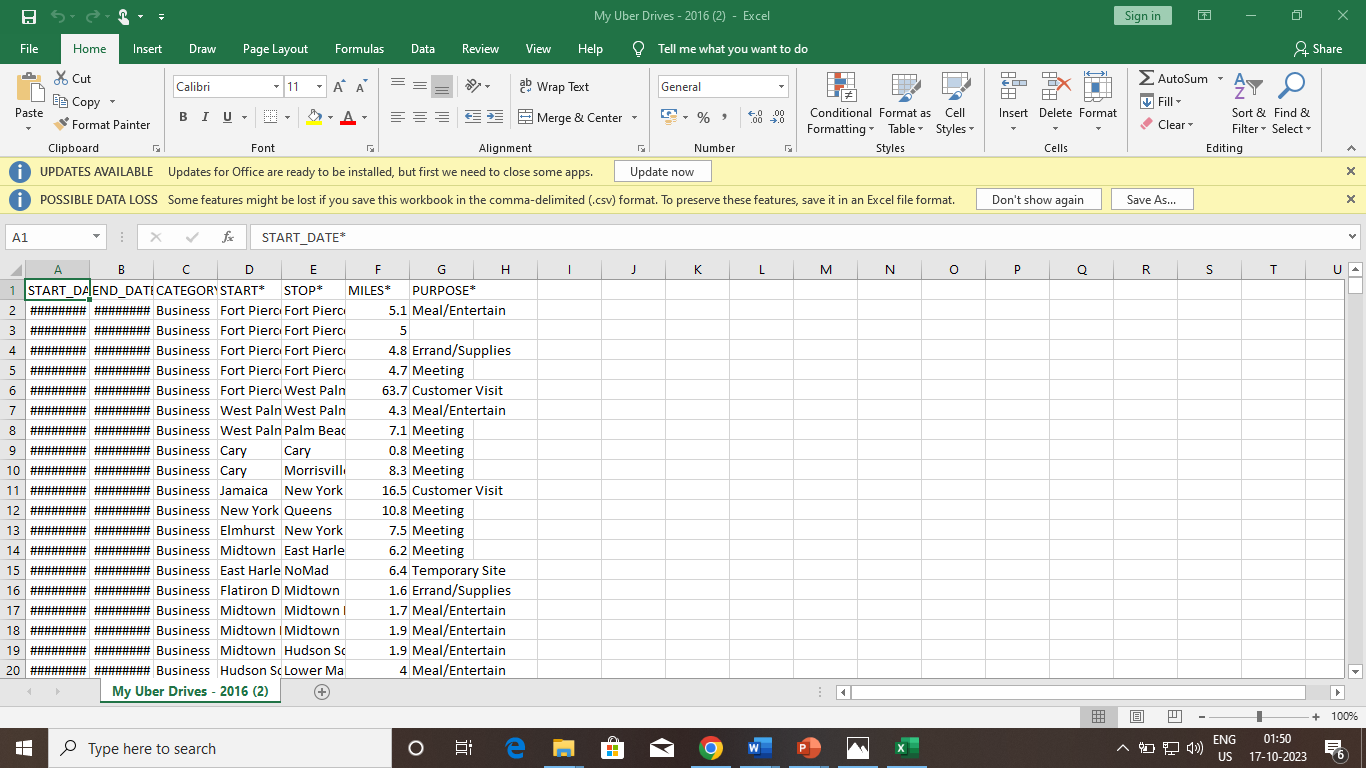 My Uber Drives - 2016 (2) - Excel
Sign in
File Home Insert Draw Page Layout Formulas Data Review View Help Tell me what you want to do Share
Paste Cut Copy Format Painter
Calibri 11 A A
B I U A
Wrap Text
Merge & Center
General
% ,
Conditional Formatting Format as Table Cell Styles
Insert Delete Format
AutoSum Fill Clear
Sort & Filter Find & Select
Clipboard Font Alignment Number Styles Cells Editing
UPDATES AVAILABLE Updates for Office are ready to be installed, but first we need to close some apps. Update now
POSSIBLE DATA LOSS Some features might be lost if you save this workbook in the comma-delimited (.csv) format. To preserve these features, save it in an Excel file format. Don't show again Save As...
A1 fx START_DATE*
A B C D E F G H I J K L M N O P Q R S T U
1 START_DA END_DATE CATEGORY START* STOP* MILES* PURPOSE*
2 ######## ######## Business Fort Pierc Fort Pierc 5.1 Meal/Entertain
3 ######## ######## Business Fort Pierc Fort Pierc 5
4 ######## ######## Business Fort Pierc Fort Pierc 4.8 Errand/Supplies
5 ######## ######## Business Fort Pierc Fort Pierc 4.7 Meeting
6 ######## ######## Business Fort Pierc West Palm 63.7 Customer Visit
7 ######## ######## Business West Palm West Palm 4.3 Meal/Entertain
8 ######## ######## Business West Palm Palm Beac 7.1 Meeting
9 ######## ######## Business Cary Cary 0.8 Meeting
10 ######## ######## Business Cary Morrisville 8.3 Meeting
11 ######## ######## Business Jamaica New York 16.5 Customer Visit
12 ######## ######## Business New York Queens 10.8 Meeting
13 ######## ######## Business Elmhurst New York 7.5 Meeting
14 ######## ######## Business Midtown East Harle 6.2 Meeting
15 ######## ######## Business East Harle NoMad 6.4 Temporary Site
16 ######## ######## Business Flatiron D Midtown 1.6 Errand/Supplies
17 ######## ######## Business Midtown Midtown 1.7 Meal/Entertain
18 ######## ######## Business Midtown Midtown 1.9 Meal/Entertain
19 ######## ######## Business Midtown Hudson Sq 1.9 Meal/Entertain
20 ######## ######## Business Hudson Sq Lower Ma 4 Meal/Entertain
My Uber Drives - 2016 (2)
100%
Type here to search
ENG US
01:50
17-10-2023
6